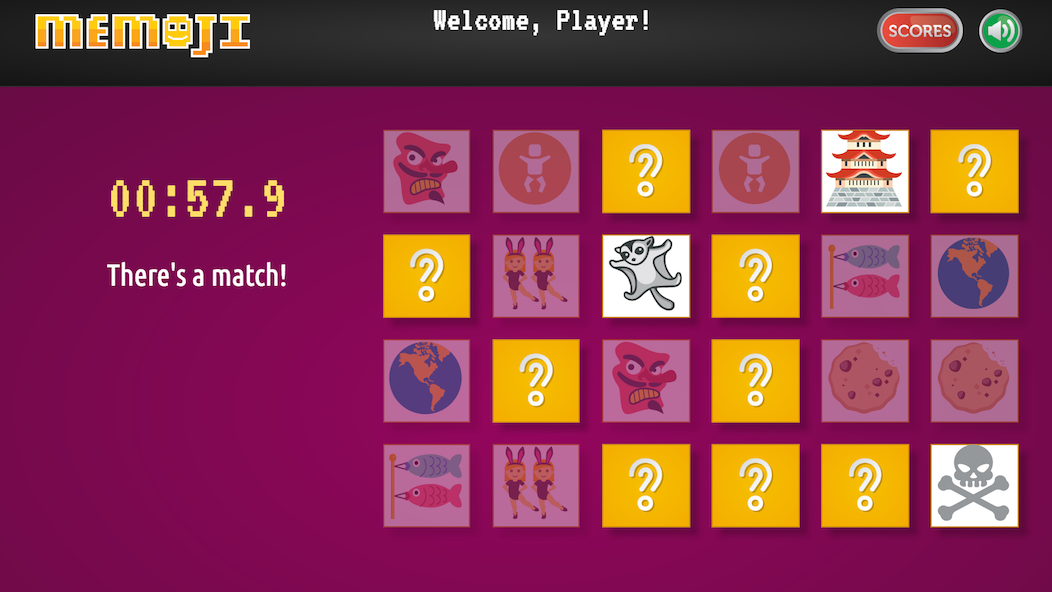 MEMOJI
Welcome, Player!
SCORES
00:57.9
There's a match!
?
?
?
?
?
?
?
?
?